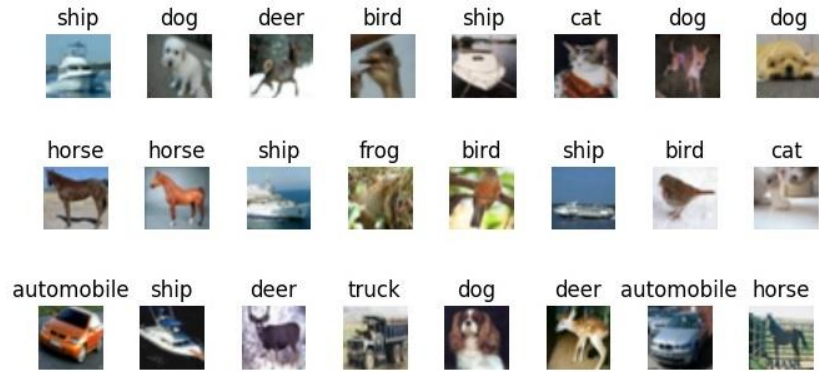 ship dog deer bird ship cat dog dog
horse horse ship frog bird ship bird cat
automobile ship deer truck dog deer automobile horse